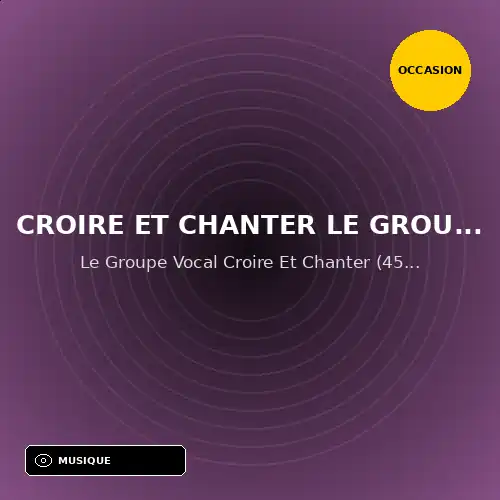 OCCASION
CROIRE ET CHANTER LE GROU...
Le Groupe Vocal Croire Et Chanter (45...
MUSIQUE